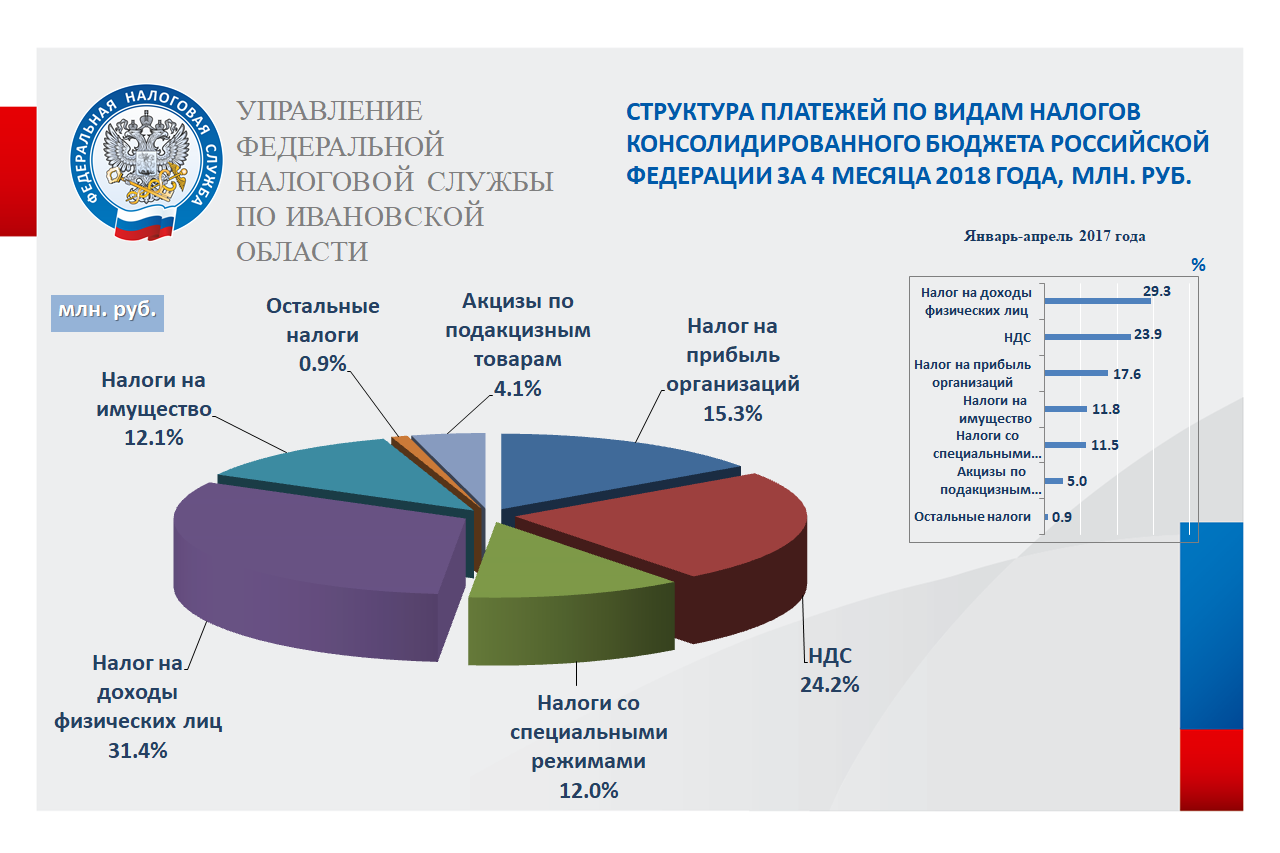 ФЕДЕРАЛЬНАЯ НАЛОГОВАЯ СЛУЖБА
УПРАВЛЕНИЕ
ФЕДЕРАЛЬНОЙ
НАЛОГОВОЙ СЛУЖБЫ
ПО ИВАНОВСКОЙ
ОБЛАСТИ
СТРУКТУРА ПЛАТЕЖЕЙ ПО ВИДАМ НАЛОГОВ
КОНСОЛИДИРОВАННОГО БЮДЖЕТА РОССИЙСКОЙ
ФЕДЕРАЦИИ ЗА 4 МЕСЯЦА 2018 ГОДА, МЛН. РУБ.
Январь-апрель 2017 года
%
млн. руб.
Остальные
налоги
0.9%
Акцизы по
подакцизным
товарам
4.1%
Налог на
прибыль
организаций
15.3%
Налоги на
имущество
12.1%
Налог на
доходы
физических лиц
31.4%
Налоги со
специальными
режимами
12.0%
НДС
24.2%
Налог на доходы
физических лиц
29.3
НДС
23.9
Налог на прибыль
организаций
17.6
Налоги на
имущество
11.8
Налоги со
специальными...
11.5
Акцизы по
подакцизным...
5.0
Остальные налоги
0.9